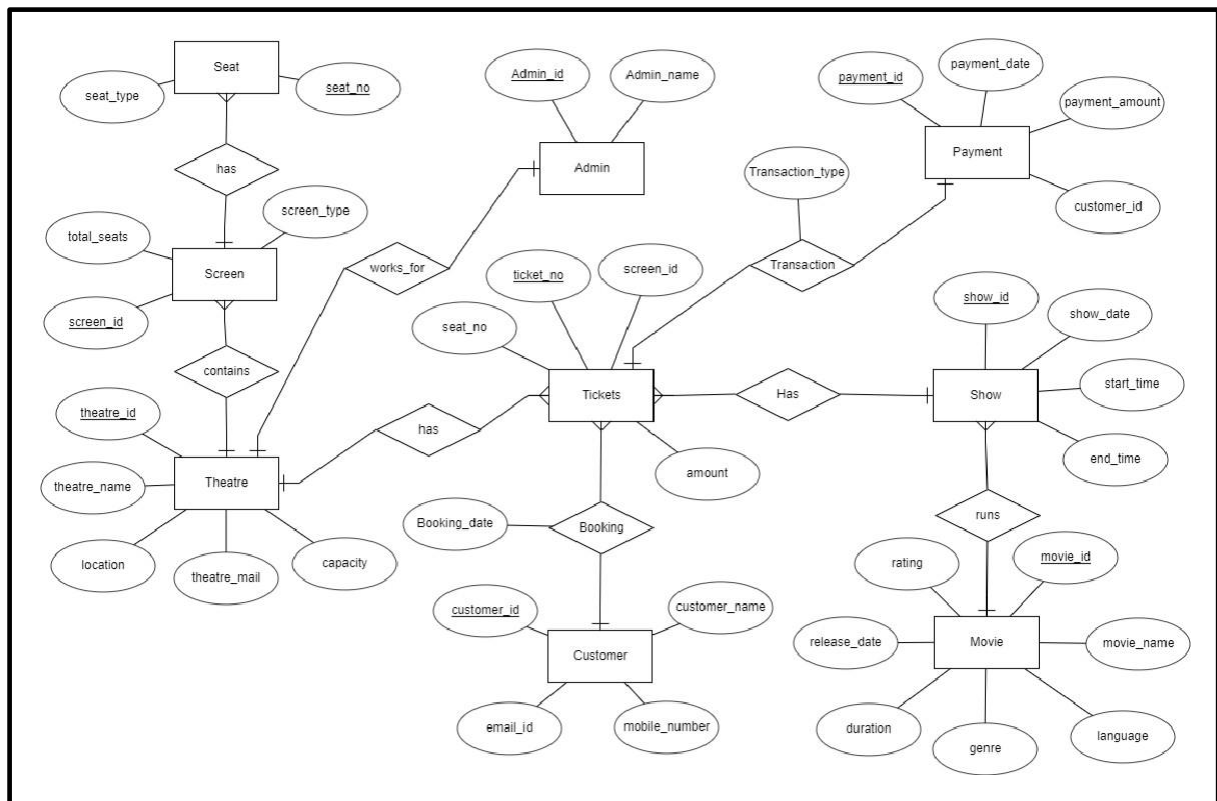 Seat
seat_type
seat_no
has
Screen
total_seats
screen_type
screen_id
contains
Theatre
theatre_id
theatre_name
location
theatre_mail
capacity
Admin_id
Admin_name
Admin
works_for
has
Tickets
seat_no
ticket_no
screen_id
amount
Booking_date
Booking
customer_id
customer_name
Customer
email_id
mobile_number
Transaction_type
Transaction
payment_id
payment_date
payment_amount
Payment
customer_id
Has
show_id
show_date
Show
start_time
end_time
runs
rating
movie_id
release_date
Movie
movie_name
duration
genre
language